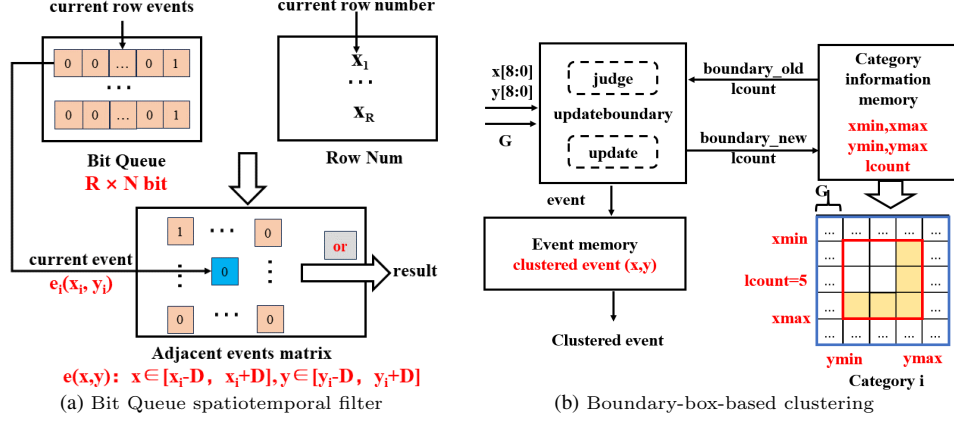 current row events
0 0 ... 0 1
...
0 0 ... 0 1
Bit Queue
R × N bit
current row number
x1
...
xR
Row Num
current event
ei(xi, yi)
1 ... 0
0
0 ... 0
or
result
Adjacent events matrix
e(x,y): x∈[xi-D, xi+D],y∈[yi-D, yi+D]
(a) Bit Queue spatiotemporal filter
x[8:0]
y[8:0]
G
judge
updateboundary
update
boundary_old
lcount
boundary_new
lcount
Category
information
memory
xmin,xmax
ymin,ymax
lcount
event
Event memory
clustered event (x,y)
Clustered event
G
... ... ... ... ...
xmin
... ...
lcount=5
... ...
... ...
xmax
... ... ... ... ...
ymin ymax
Category i
(b) Boundary-box-based clustering